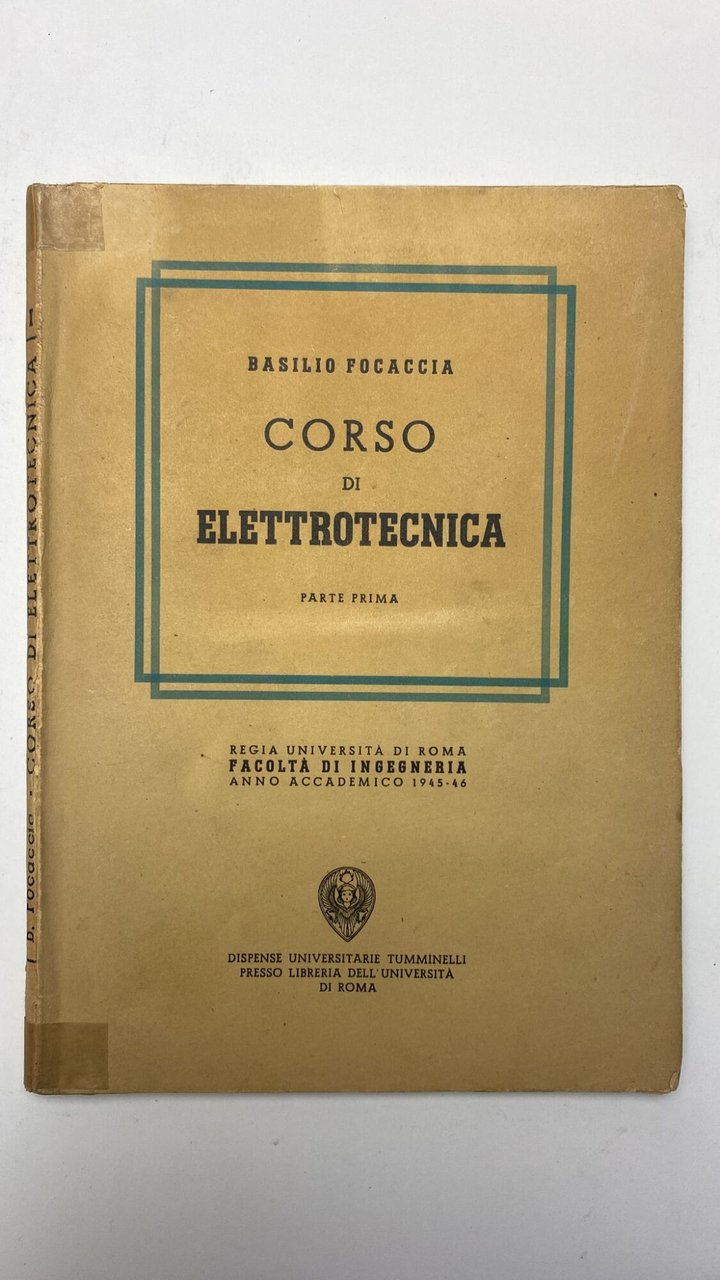 BASILIO FOCACCIA
CORSO
DI
ELETTROTECNICA
PARTE PRIMA
REGIA UNIVERSITÀ DI ROMA
FACOLTÀ DI INGEGNERIA
ANNO ACCADEMICO 1945-46
DISPENSE UNIVERSITARIE TUMMINELLI
PRESSO LIBRERIA DELL'UNIVERSITÀ
DI ROMA
B. Focaccia - CORSO DI ELETTROTECNICA I